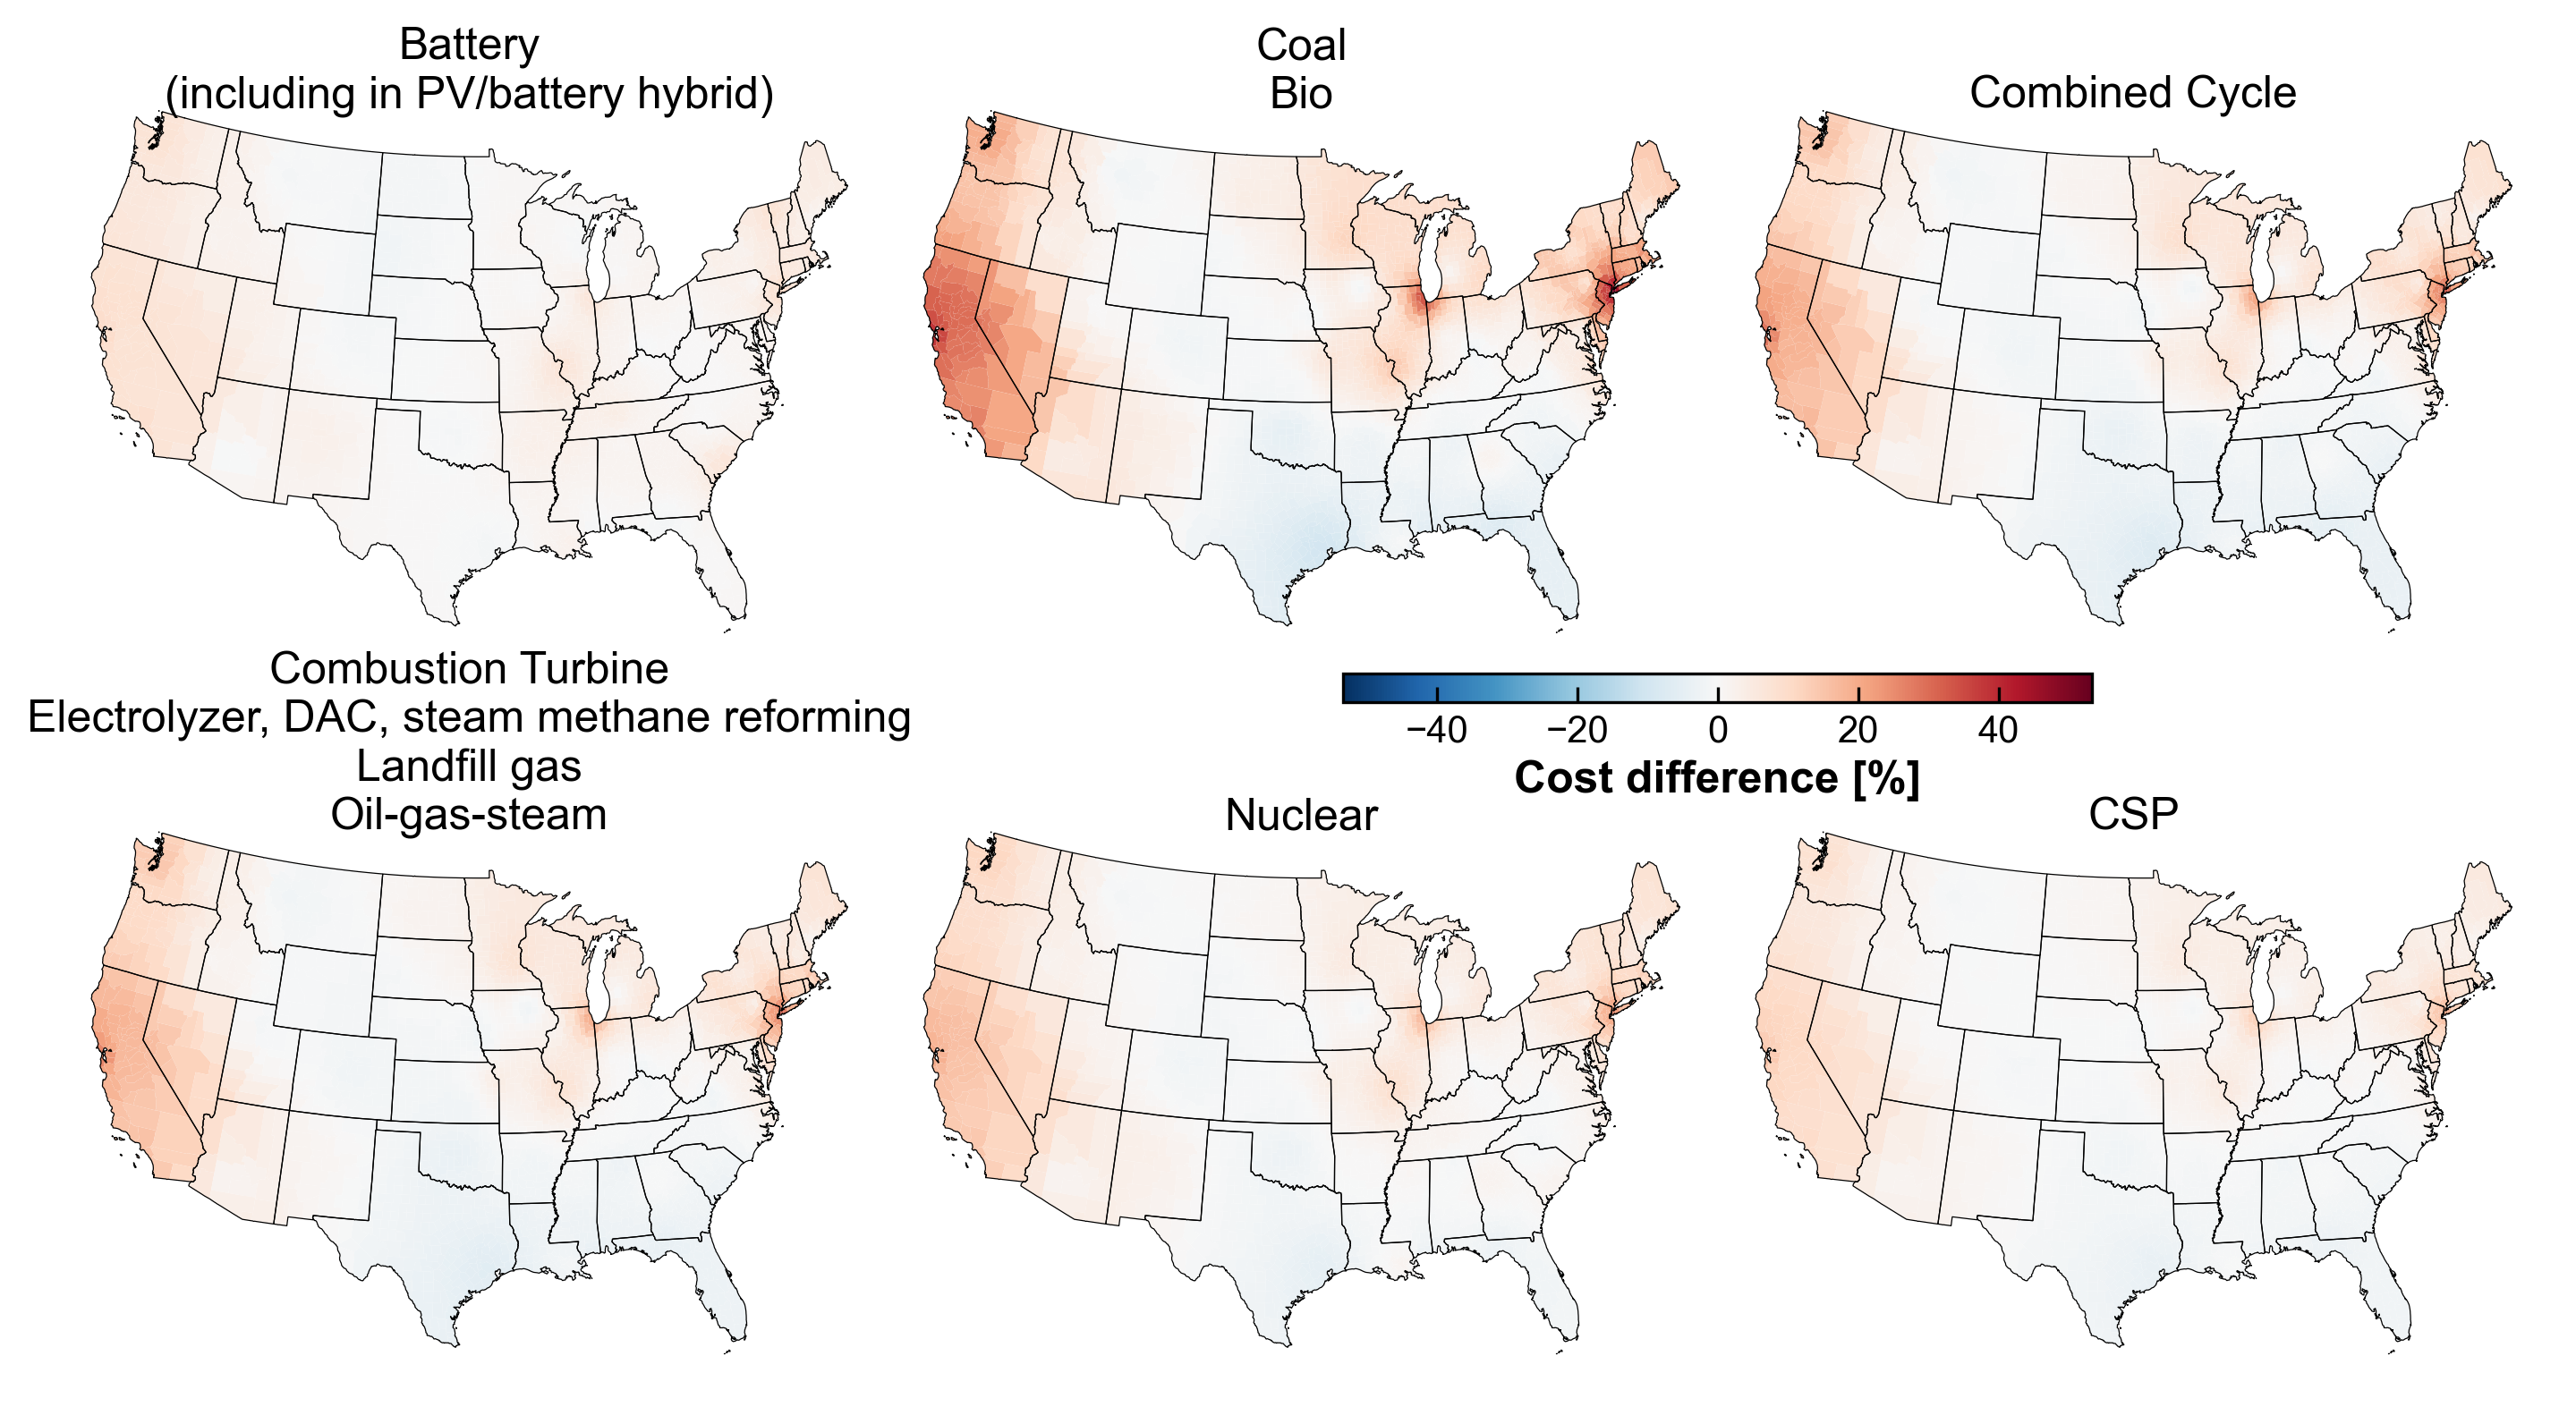 Battery
(including in PV/battery hybrid)
Coal
Bio
Combined Cycle
Combustion Turbine
Electrolyzer, DAC, steam methane reforming
Landfill gas
Oil-gas-steam
−40 −20 0 20 40
Cost difference [%]
Nuclear
CSP